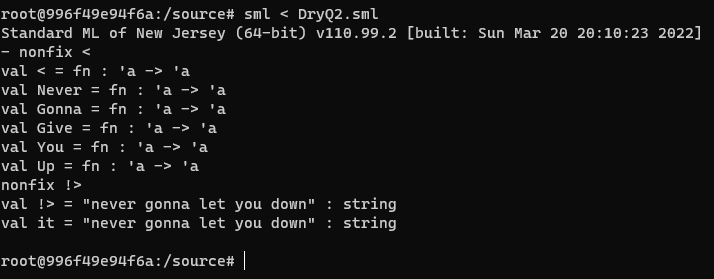 root@996f49e94f6a:/source# sml < DryQ2.sml
Standard ML of New Jersey (64-bit) v110.99.2 [built: Sun Mar 20 20:10:23 2022]
- nonfix <
val < = fn : 'a -> 'a
val Never = fn : 'a -> 'a
val Gonna = fn : 'a -> 'a
val Give = fn : 'a -> 'a
val You = fn : 'a -> 'a
val Up = fn : 'a -> 'a
nonfix !>
val !> = "never gonna let you down" : string
val it = "never gonna let you down" : string
root@996f49e94f6a:/source#